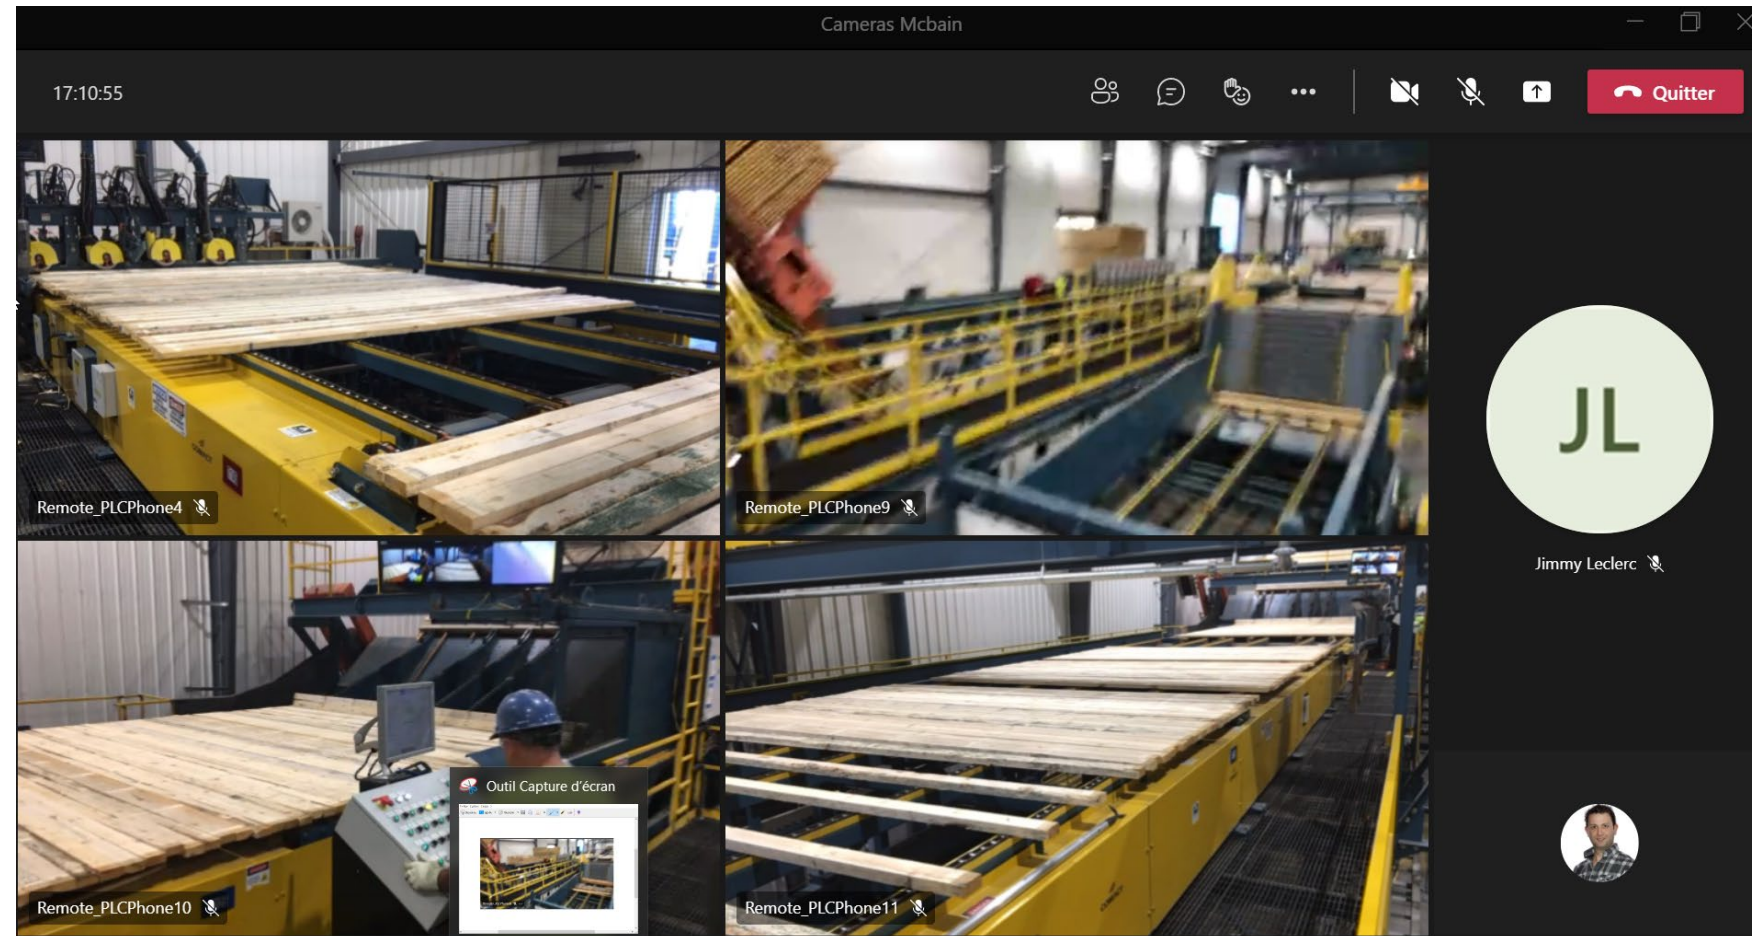 Cameras Mcbain
17:10:55
Quitter
Remote_PLCPhone4
Remote_PLCPhone9
JL
Jimmy Leclerc
Outil Capture d'écran
Remote_PLCPhone10
Remote_PLCPhone11